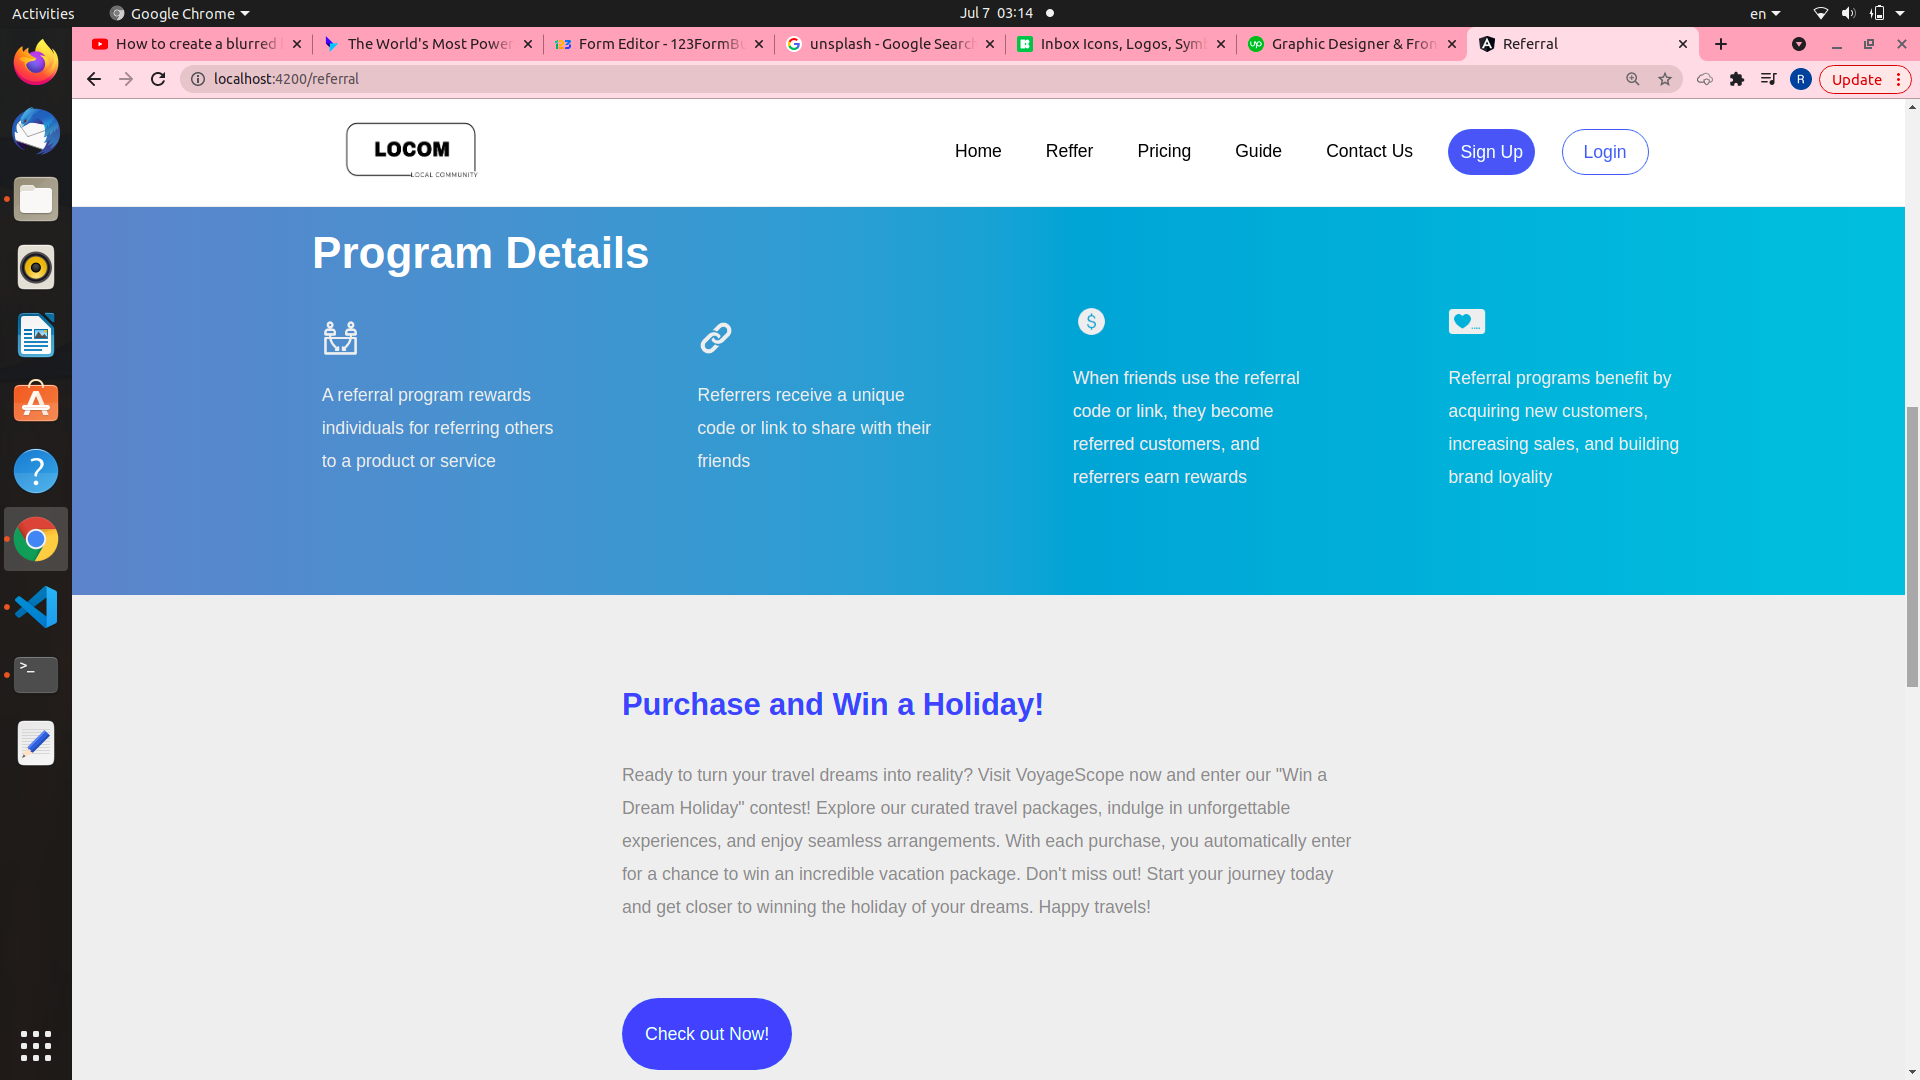 Activities
Google Chrome
Jul 7 03:14
en
How to create a blurred
The World's Most Power
Form Editor - 123FormBu
unsplash - Google Search
Inbox Icons, Logos, Symb
Graphic Designer & Fron
Referral
localhost:4200/referral
R
Update
LOCOM
LOCAL COMMUNITY
Home
Reffer
Pricing
Guide
Contact Us
Sign Up
Login
Program Details
A referral program rewards
individuals for referring others
to a product or service
Referrers receive a unique
code or link to share with their
friends
When friends use the referral
code or link, they become
referred customers, and
referrers earn rewards
Referral programs benefit by
acquiring new customers,
increasing sales, and building
brand loyality
Purchase and Win a Holiday!
Ready to turn your travel dreams into reality? Visit VoyageScope now and enter our "Win a
Dream Holiday" contest! Explore our curated travel packages, indulge in unforgettable
experiences, and enjoy seamless arrangements. With each purchase, you automatically enter
for a chance to win an incredible vacation package. Don't miss out! Start your journey today
and get closer to winning the holiday of your dreams. Happy travels!
Check out Now!